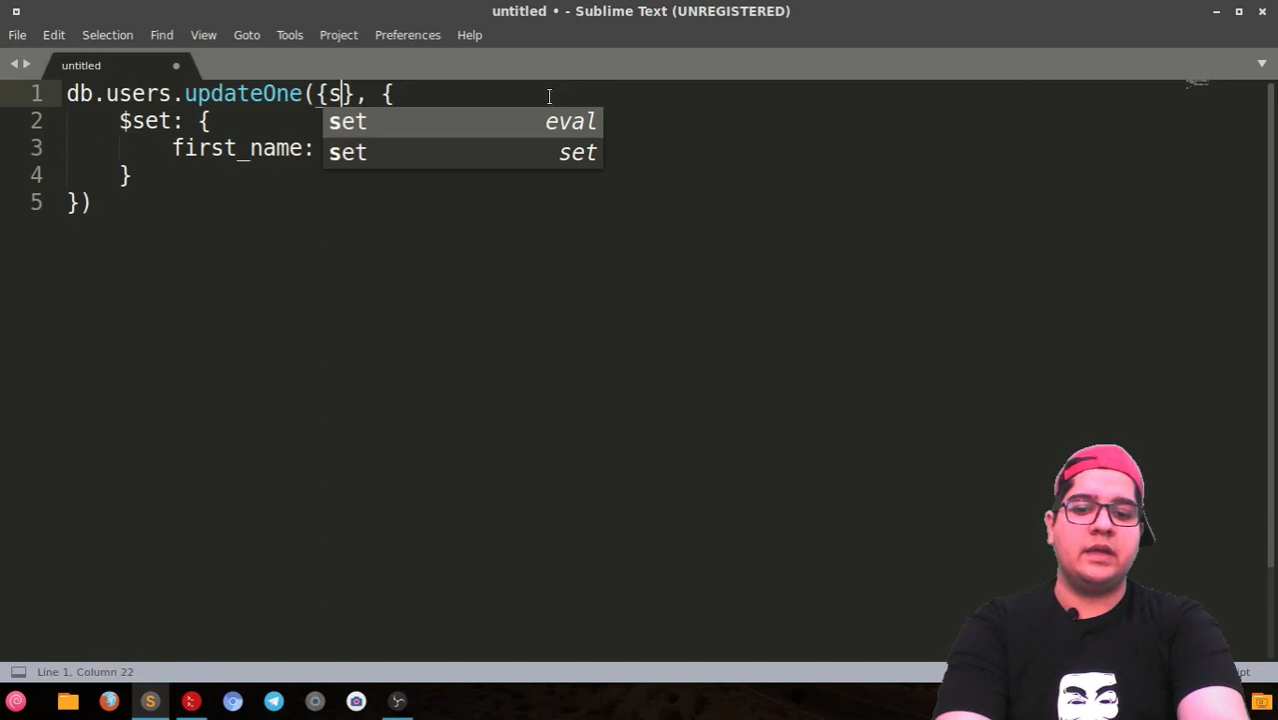 untitled • - Sublime Text (UNREGISTERED)
File Edit Selection Find View Goto Tools Project Preferences Help
untitled
1 db.users.updateOne({s}, {
set eval
2 $set: {
set set
3 first_name:
4 }
5 })
Line 1, Column 22